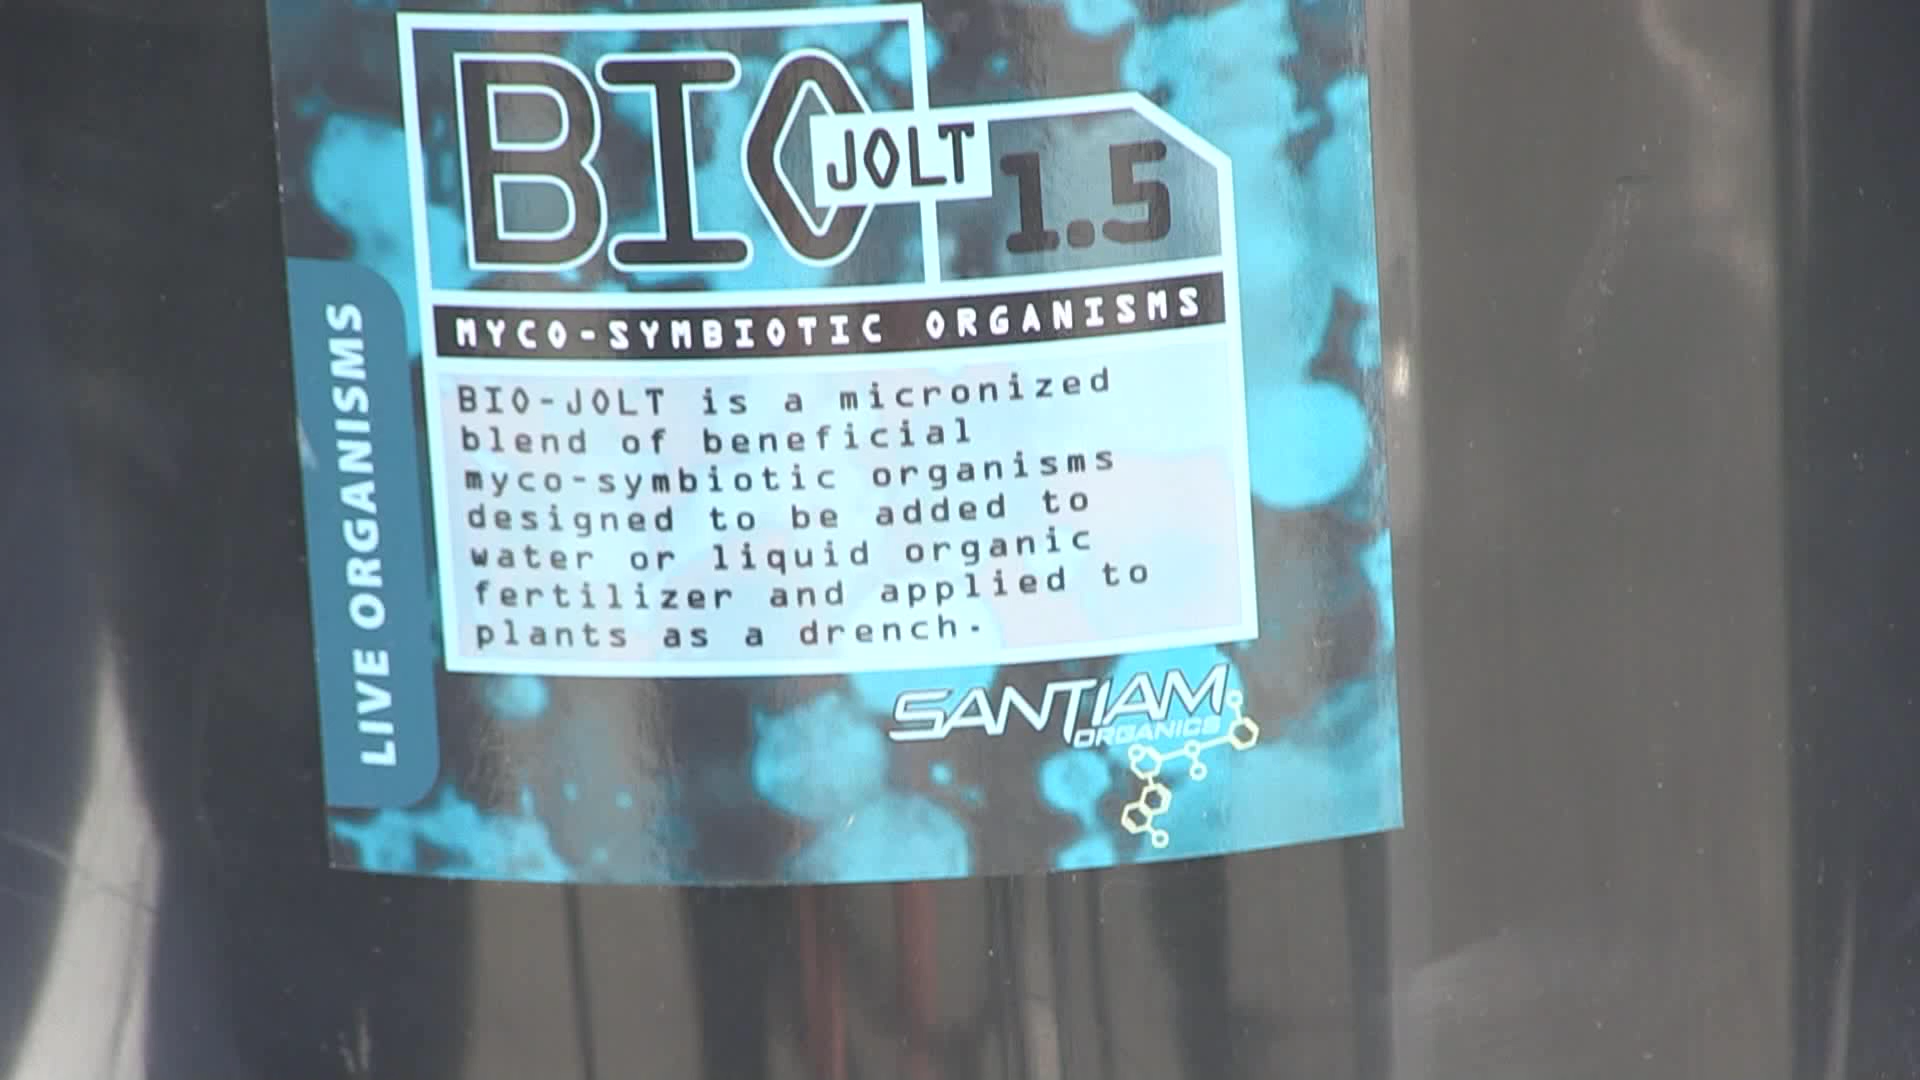 BIO JOLT 1.5
MYCO-SYMBIOTIC ORGANISMS
BIO-JOLT is a micronized
blend of beneficial
myco-symbiotic organisms
designed to be added to
water or liquid organic
fertilizer and applied to
plants as a drench.
LIVE ORGANISMS
SANTIAM
ORGANICS